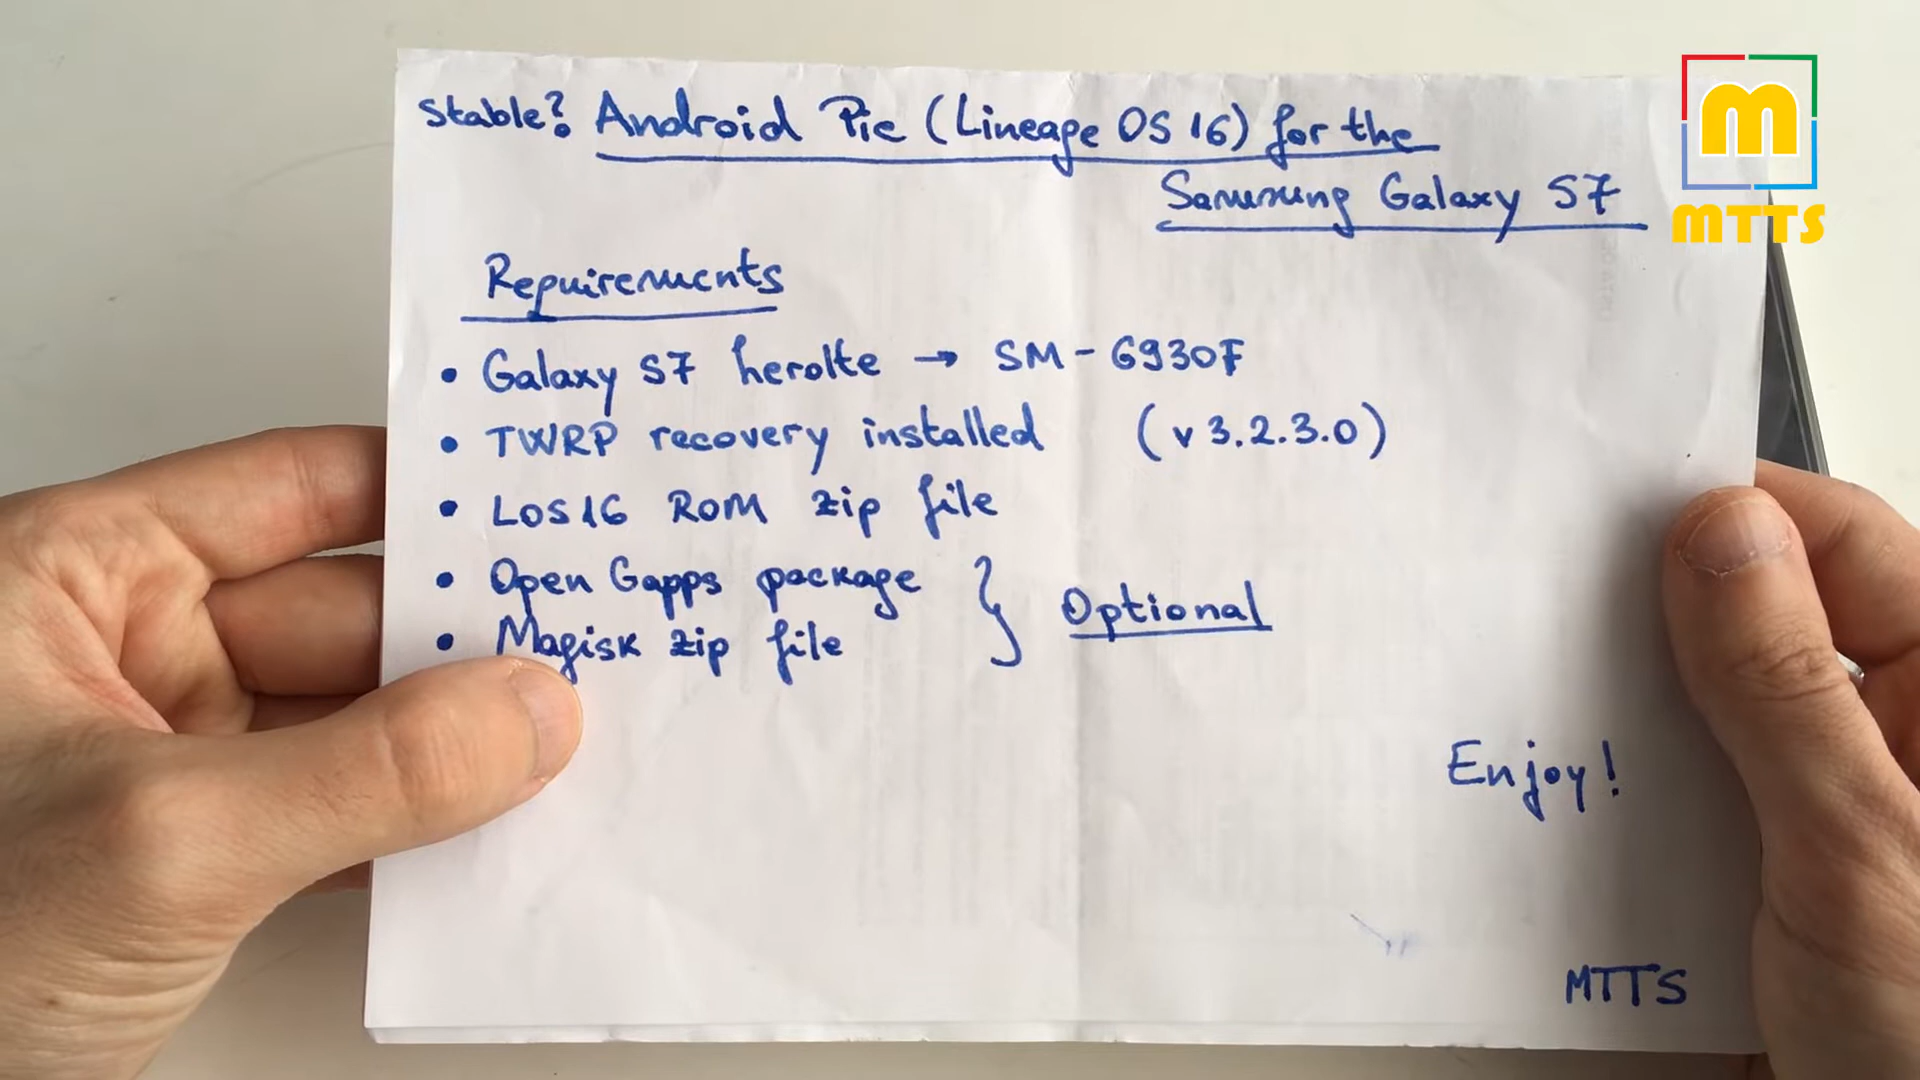 Stable? Android Pie (Lineage OS 16) for the
Samsung Galaxy S7
Requirements
• Galaxy S7 herolte → SM-G930F
• TWRP recovery installed (v 3.2.3.0)
• LOS16 ROM zip file
• Open Gapps package
• Magisk zip file
} Optional
Enjoy!
MTTS
M
MTTS